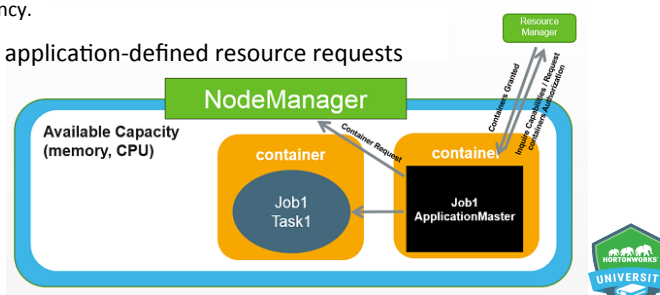 ncy.
Resource
Manager
application-defined resource requests
NodeManager
Containers Granted
Inquire Capabilities / Request
containers Authorization
Available Capacity
(memory, CPU)
Container Request
container
container
Job1
Task1
Job1
ApplicationMaster
HORTONWORKS
UNIVERSIT